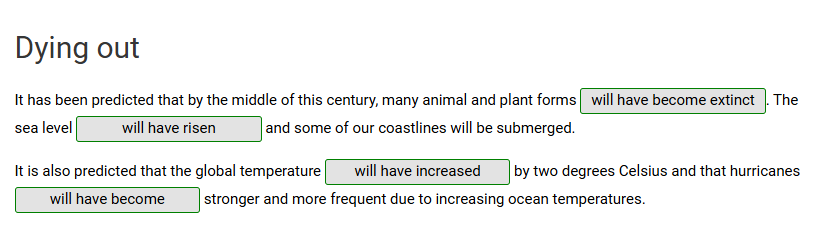 Dying out
It has been predicted that by the middle of this century, many animal and plant forms will have become extinct. The
sea level will have risen and some of our coastlines will be submerged.
It is also predicted that the global temperature will have increased by two degrees Celsius and that hurricanes
will have become stronger and more frequent due to increasing ocean temperatures.